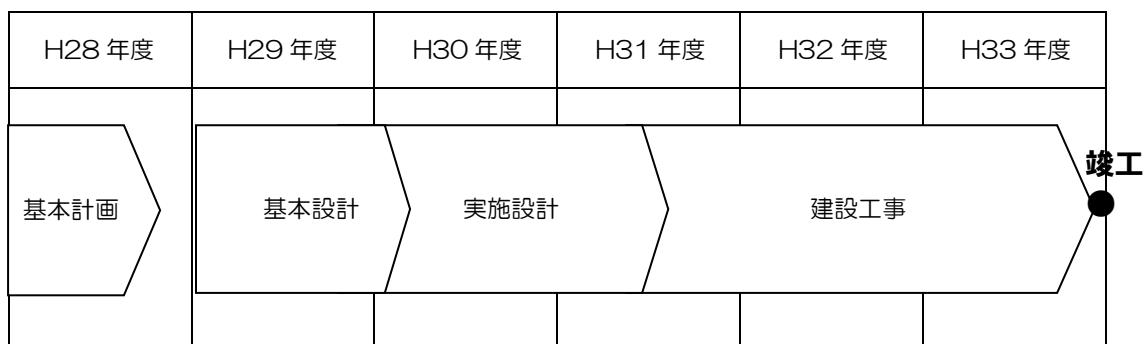 H28 年度 H29 年度 H30 年度 H31 年度 H32 年度 H33 年度
竣工
基本計画 基本設計 実施設計 建設工事